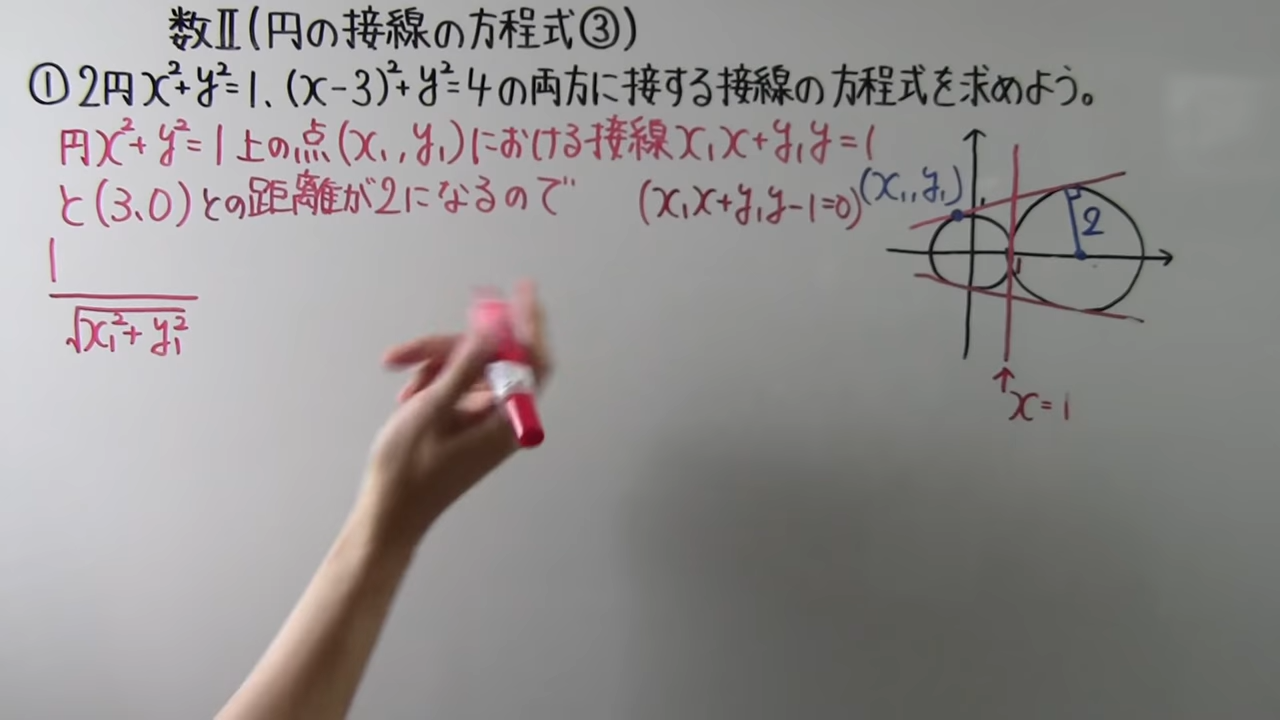 数Ⅱ(円の接線の方程式③)
①2円x²+y²=1、(x-3)²+y²=4の両方に接する接線の方程式を求めよう。
円x²+y²=1上の点(x₁,y₁)における接線x₁x+y₁y=1
と(3、0)との距離が2になるので (x₁x+y₁y-1=0)
|
√x₁²+y₁²
(x₁,y₁)
2
1
1
↑
x=1